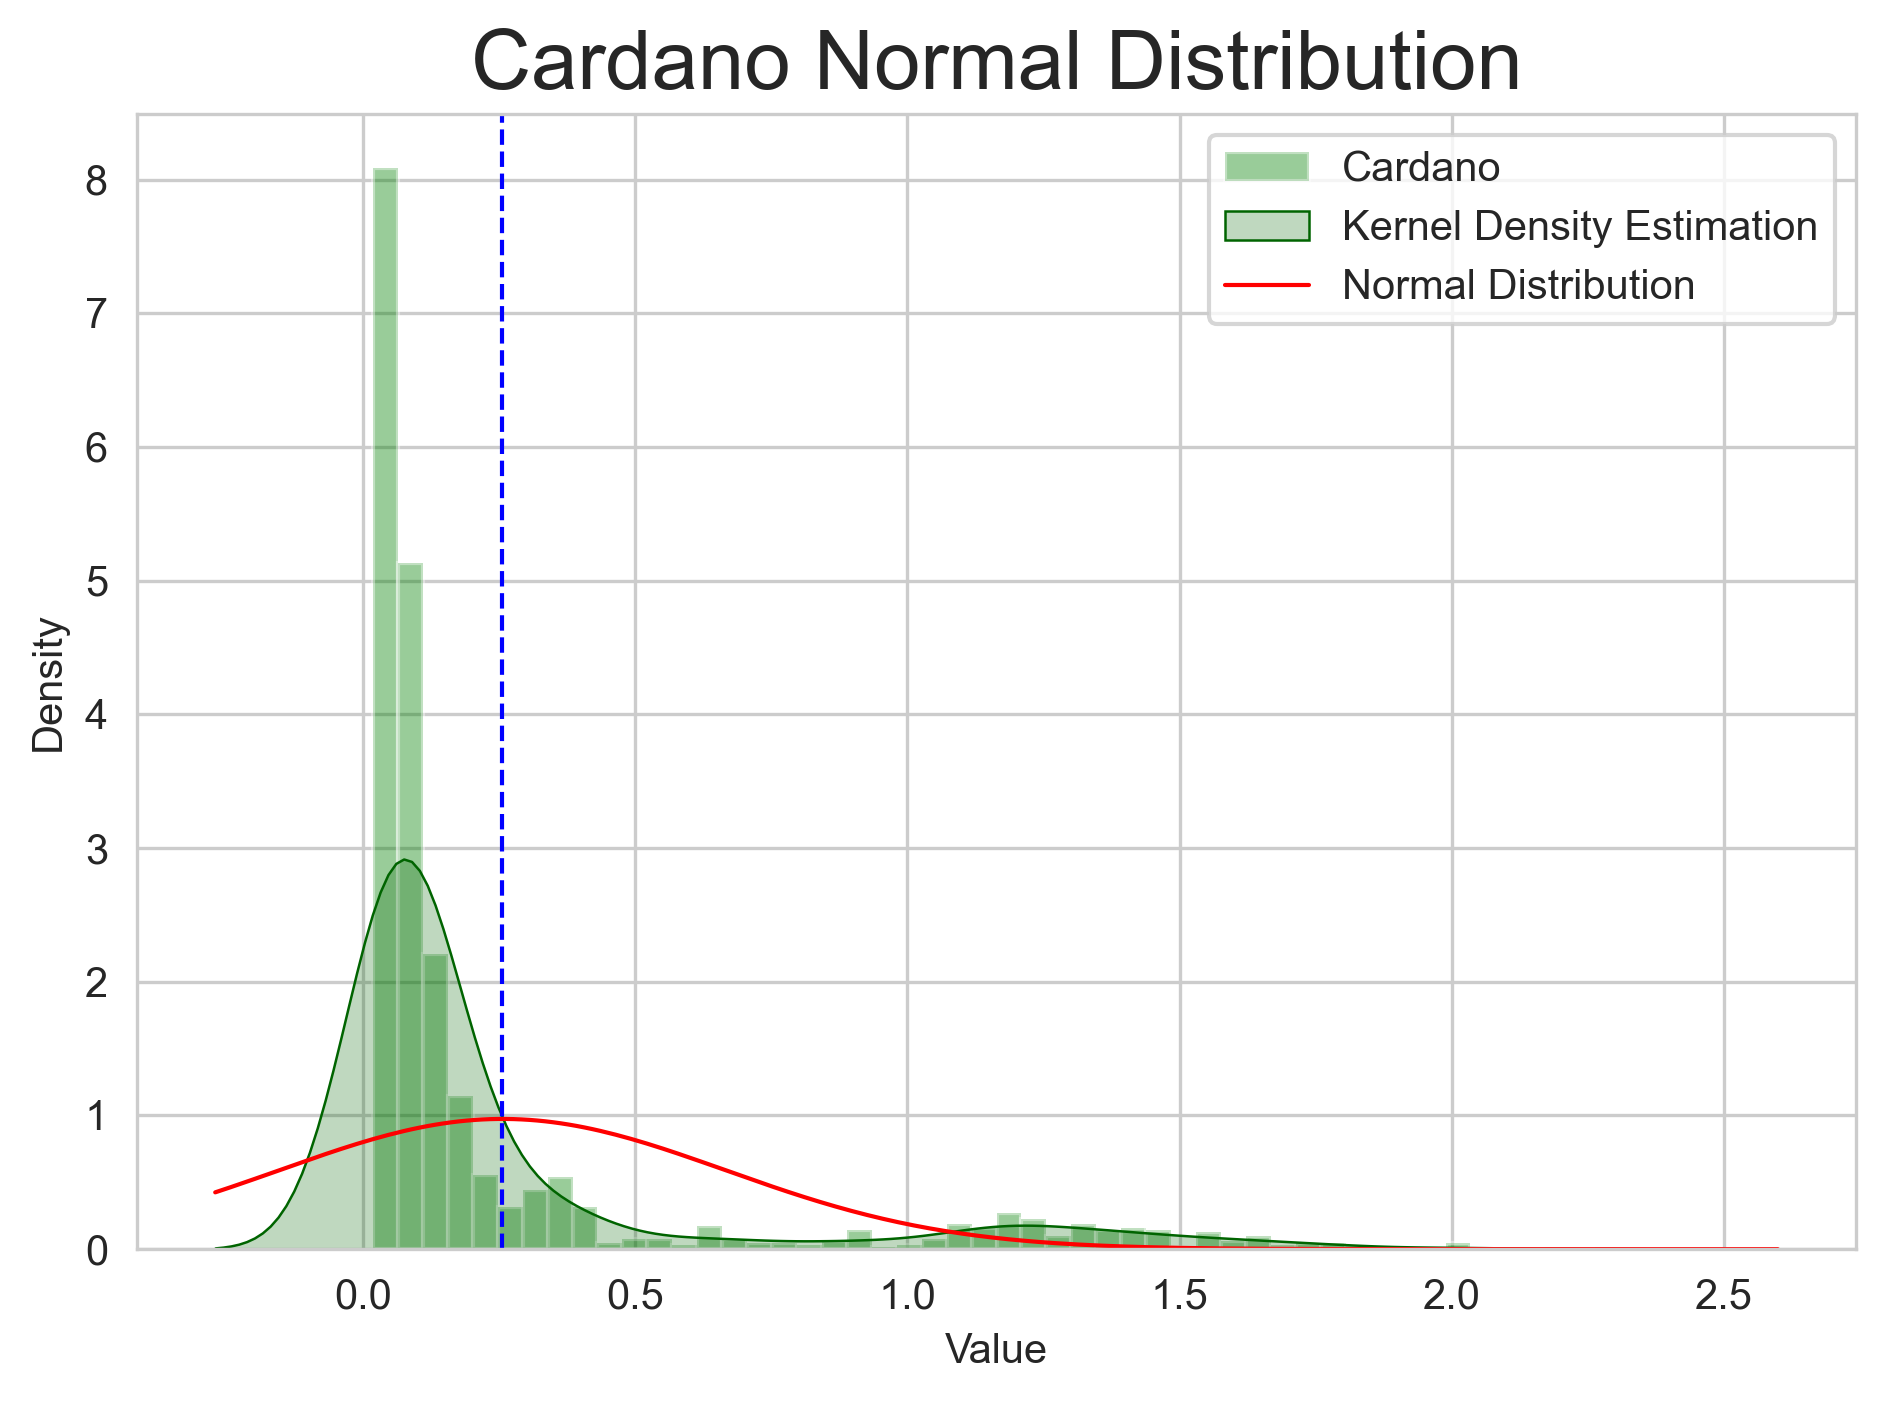 Cardano Normal Distribution
Cardano
Kernel Density Estimation
Normal Distribution
8
7
6
5
4
3
2
1
0
Density
0.0 0.5 1.0 1.5 2.0 2.5
Value